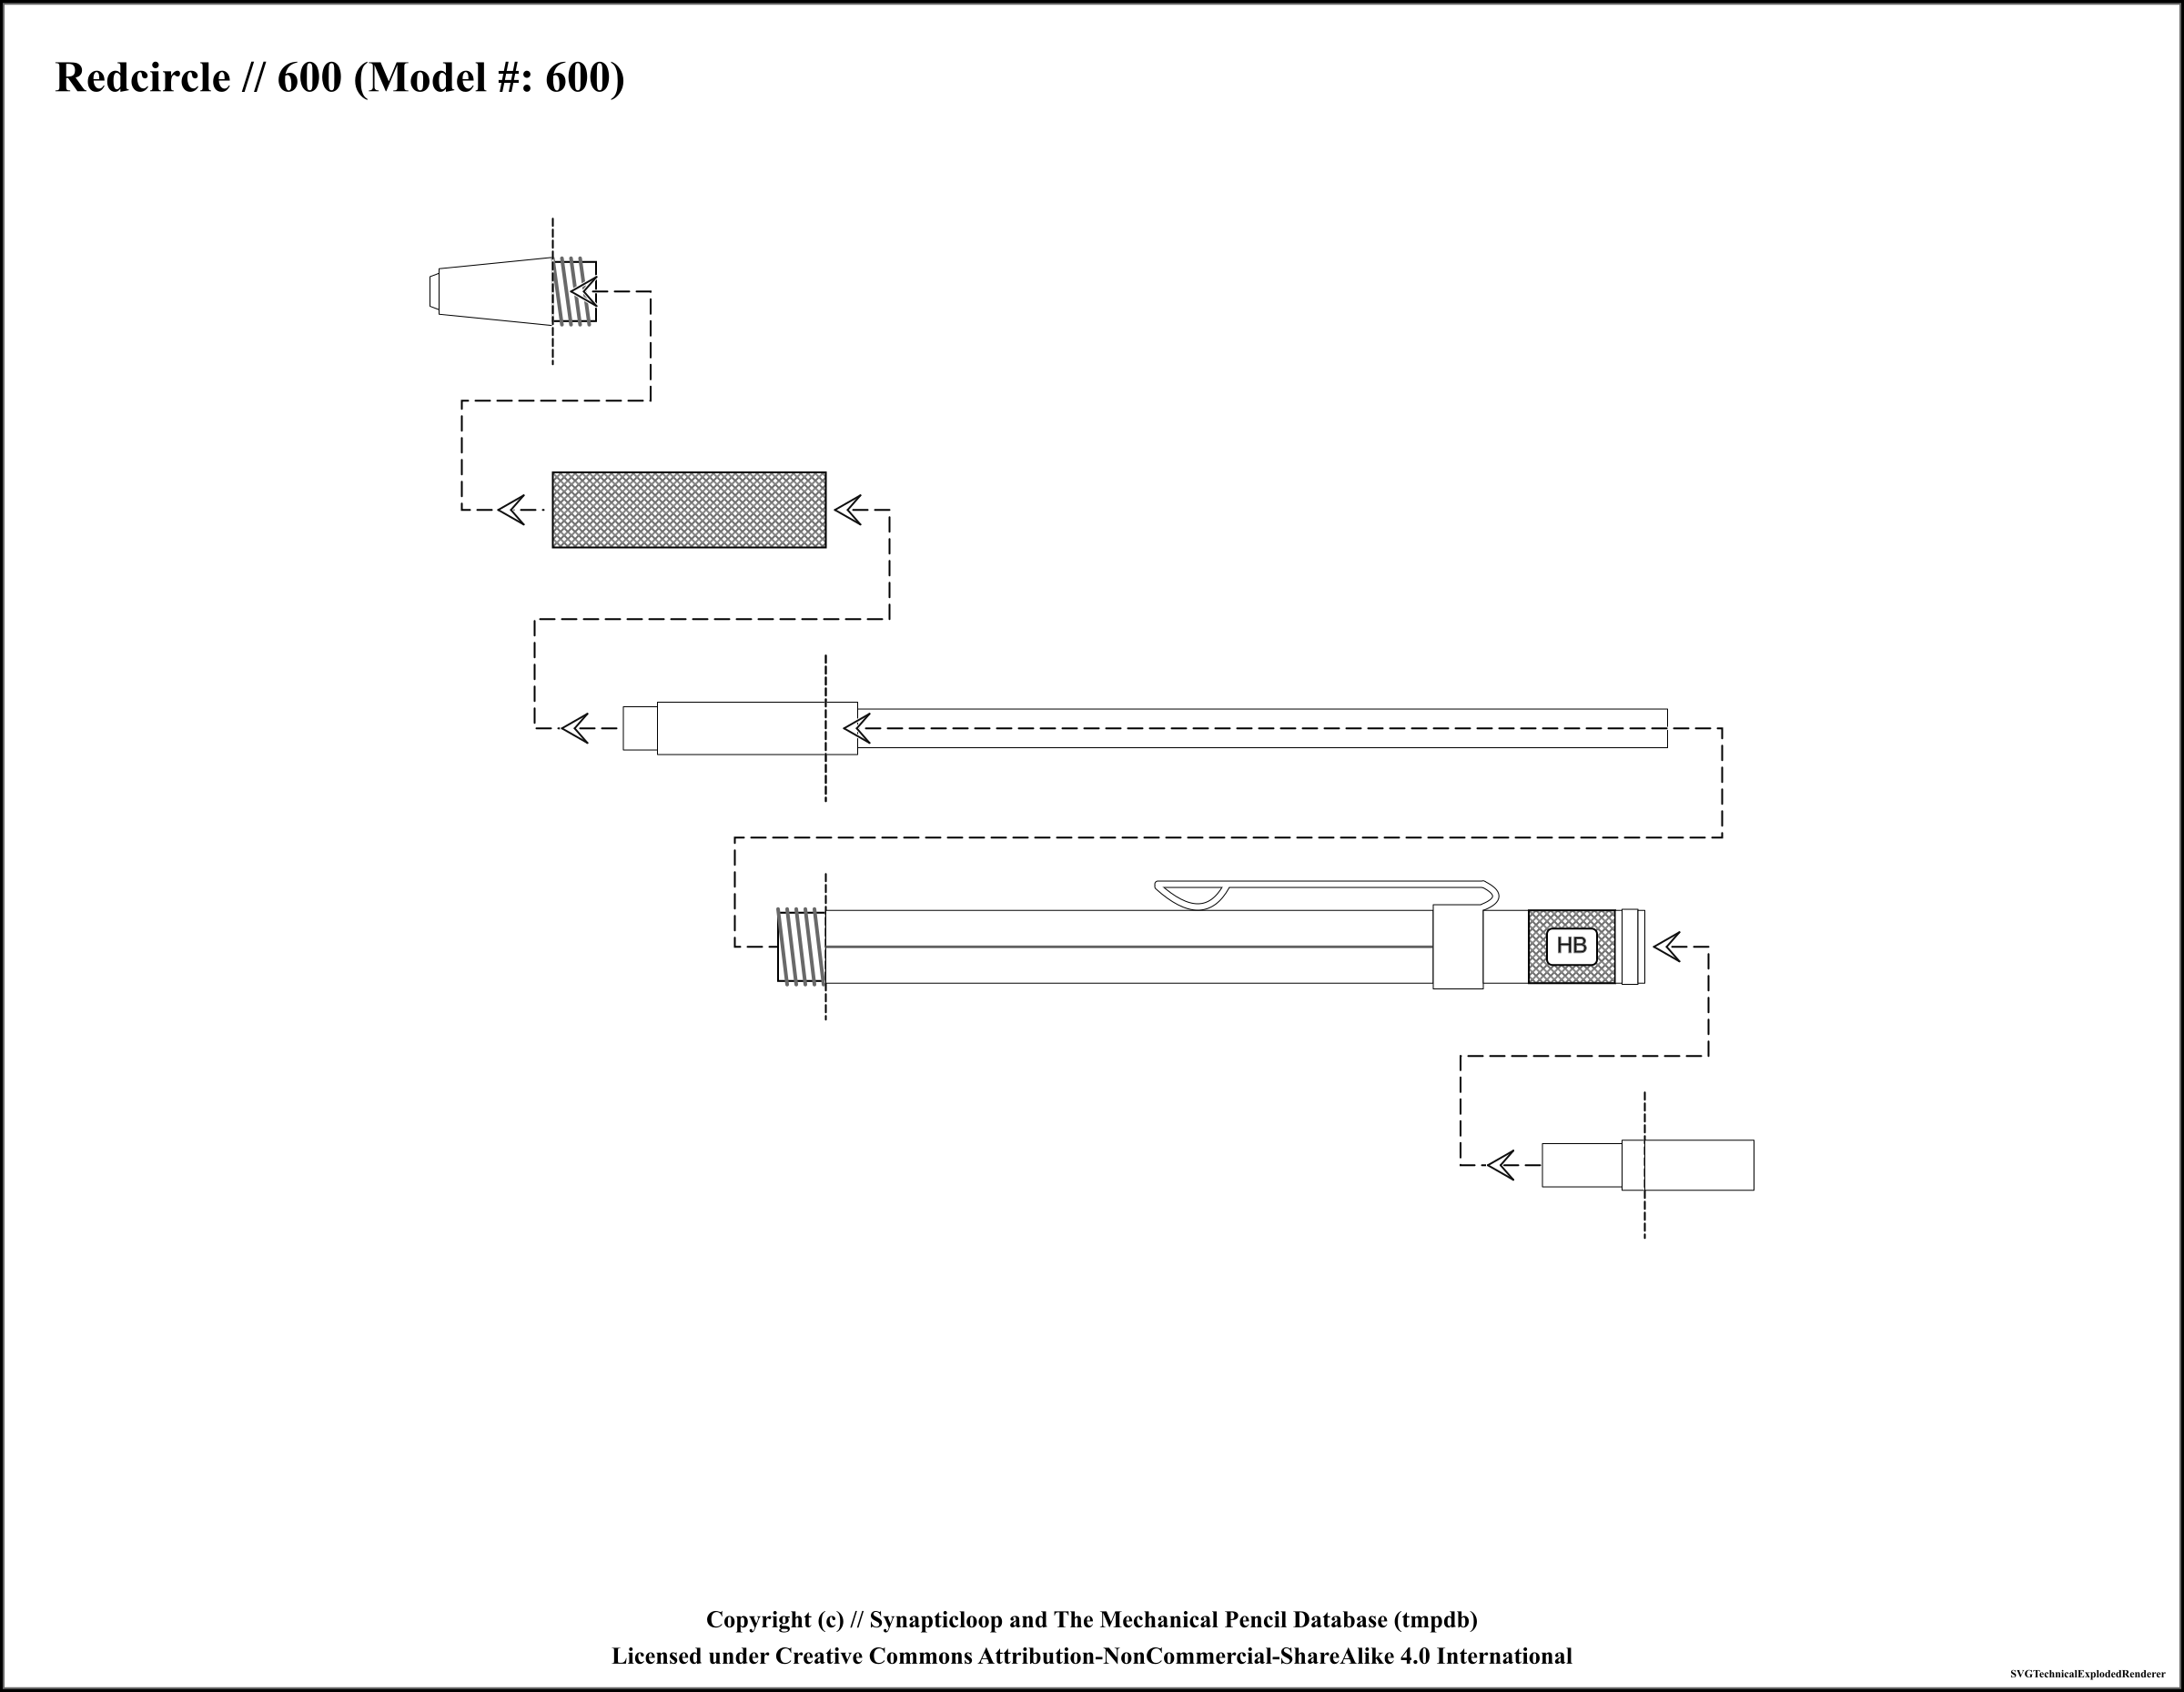 Redcircle // 600 (Model #: 600)
HB
Copyright (c) // Synapticloop and The Mechanical Pencil Database (tmpdb)
Licensed under Creative Commons Attribution-NonCommercial-ShareAlike 4.0 International
SVGTechnicalExplodedRenderer